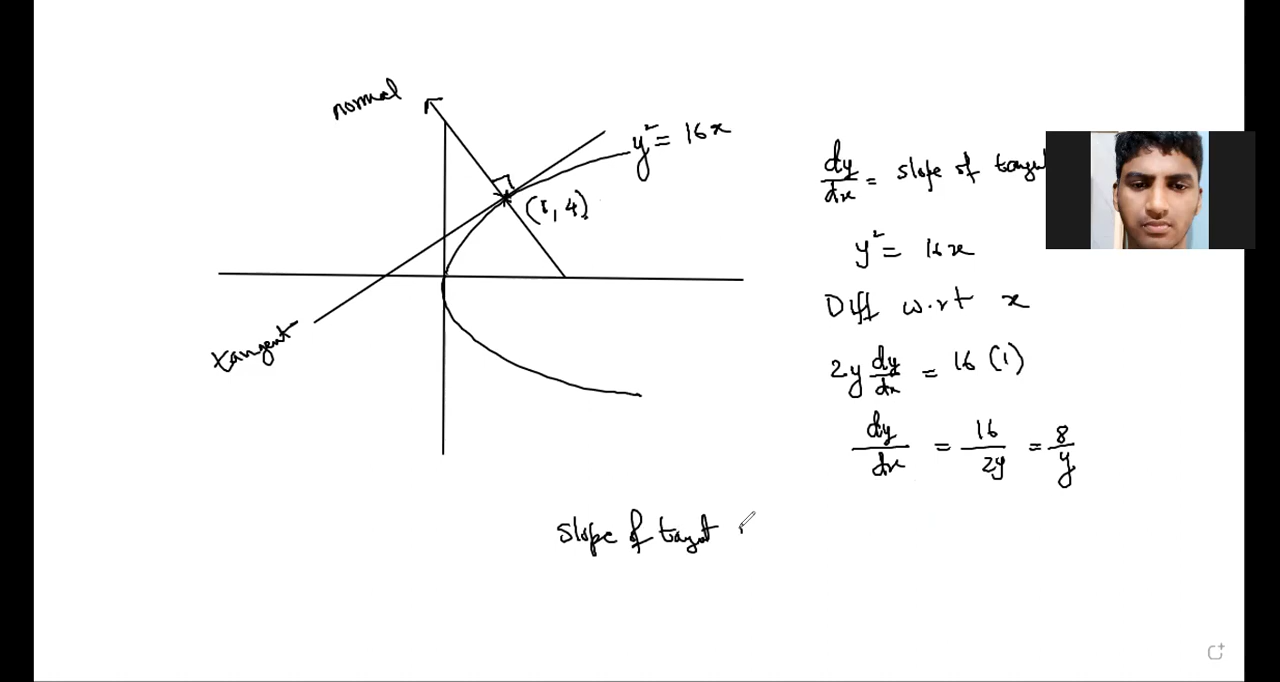 normal
y² = 16x
(1, 4)
tangent
dy/dx = slope of tangent
y² = 16x
Diff w.r.t x
2y dy/dx = 16 (1)
dy/dx = 16/2y = 8/y
Slope of tangent